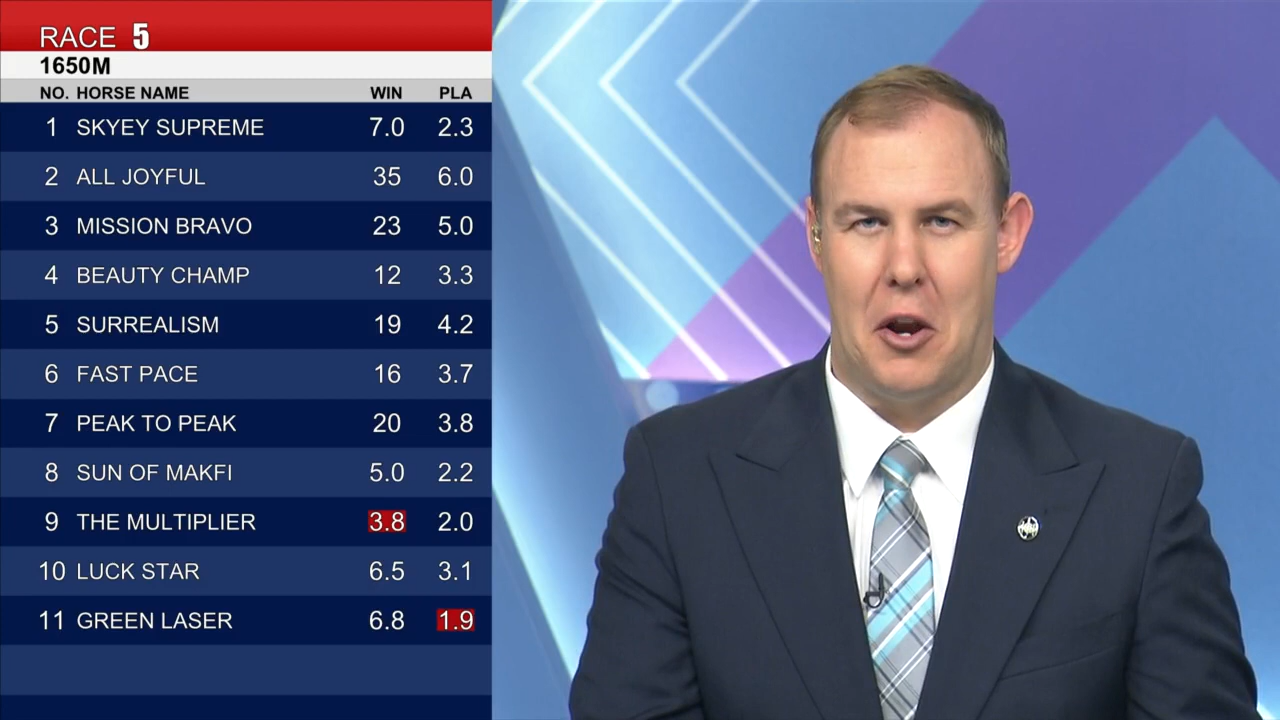 RACE 5
1650M
NO. HORSE NAME WIN PLA
1 SKYEY SUPREME 7.0 2.3
2 ALL JOYFUL 35 6.0
3 MISSION BRAVO 23 5.0
4 BEAUTY CHAMP 12 3.3
5 SURREALISM 19 4.2
6 FAST PACE 16 3.7
7 PEAK TO PEAK 20 3.8
8 SUN OF MAKFI 5.0 2.2
9 THE MULTIPLIER 3.8 2.0
10 LUCK STAR 6.5 3.1
11 GREEN LASER 6.8 1.9